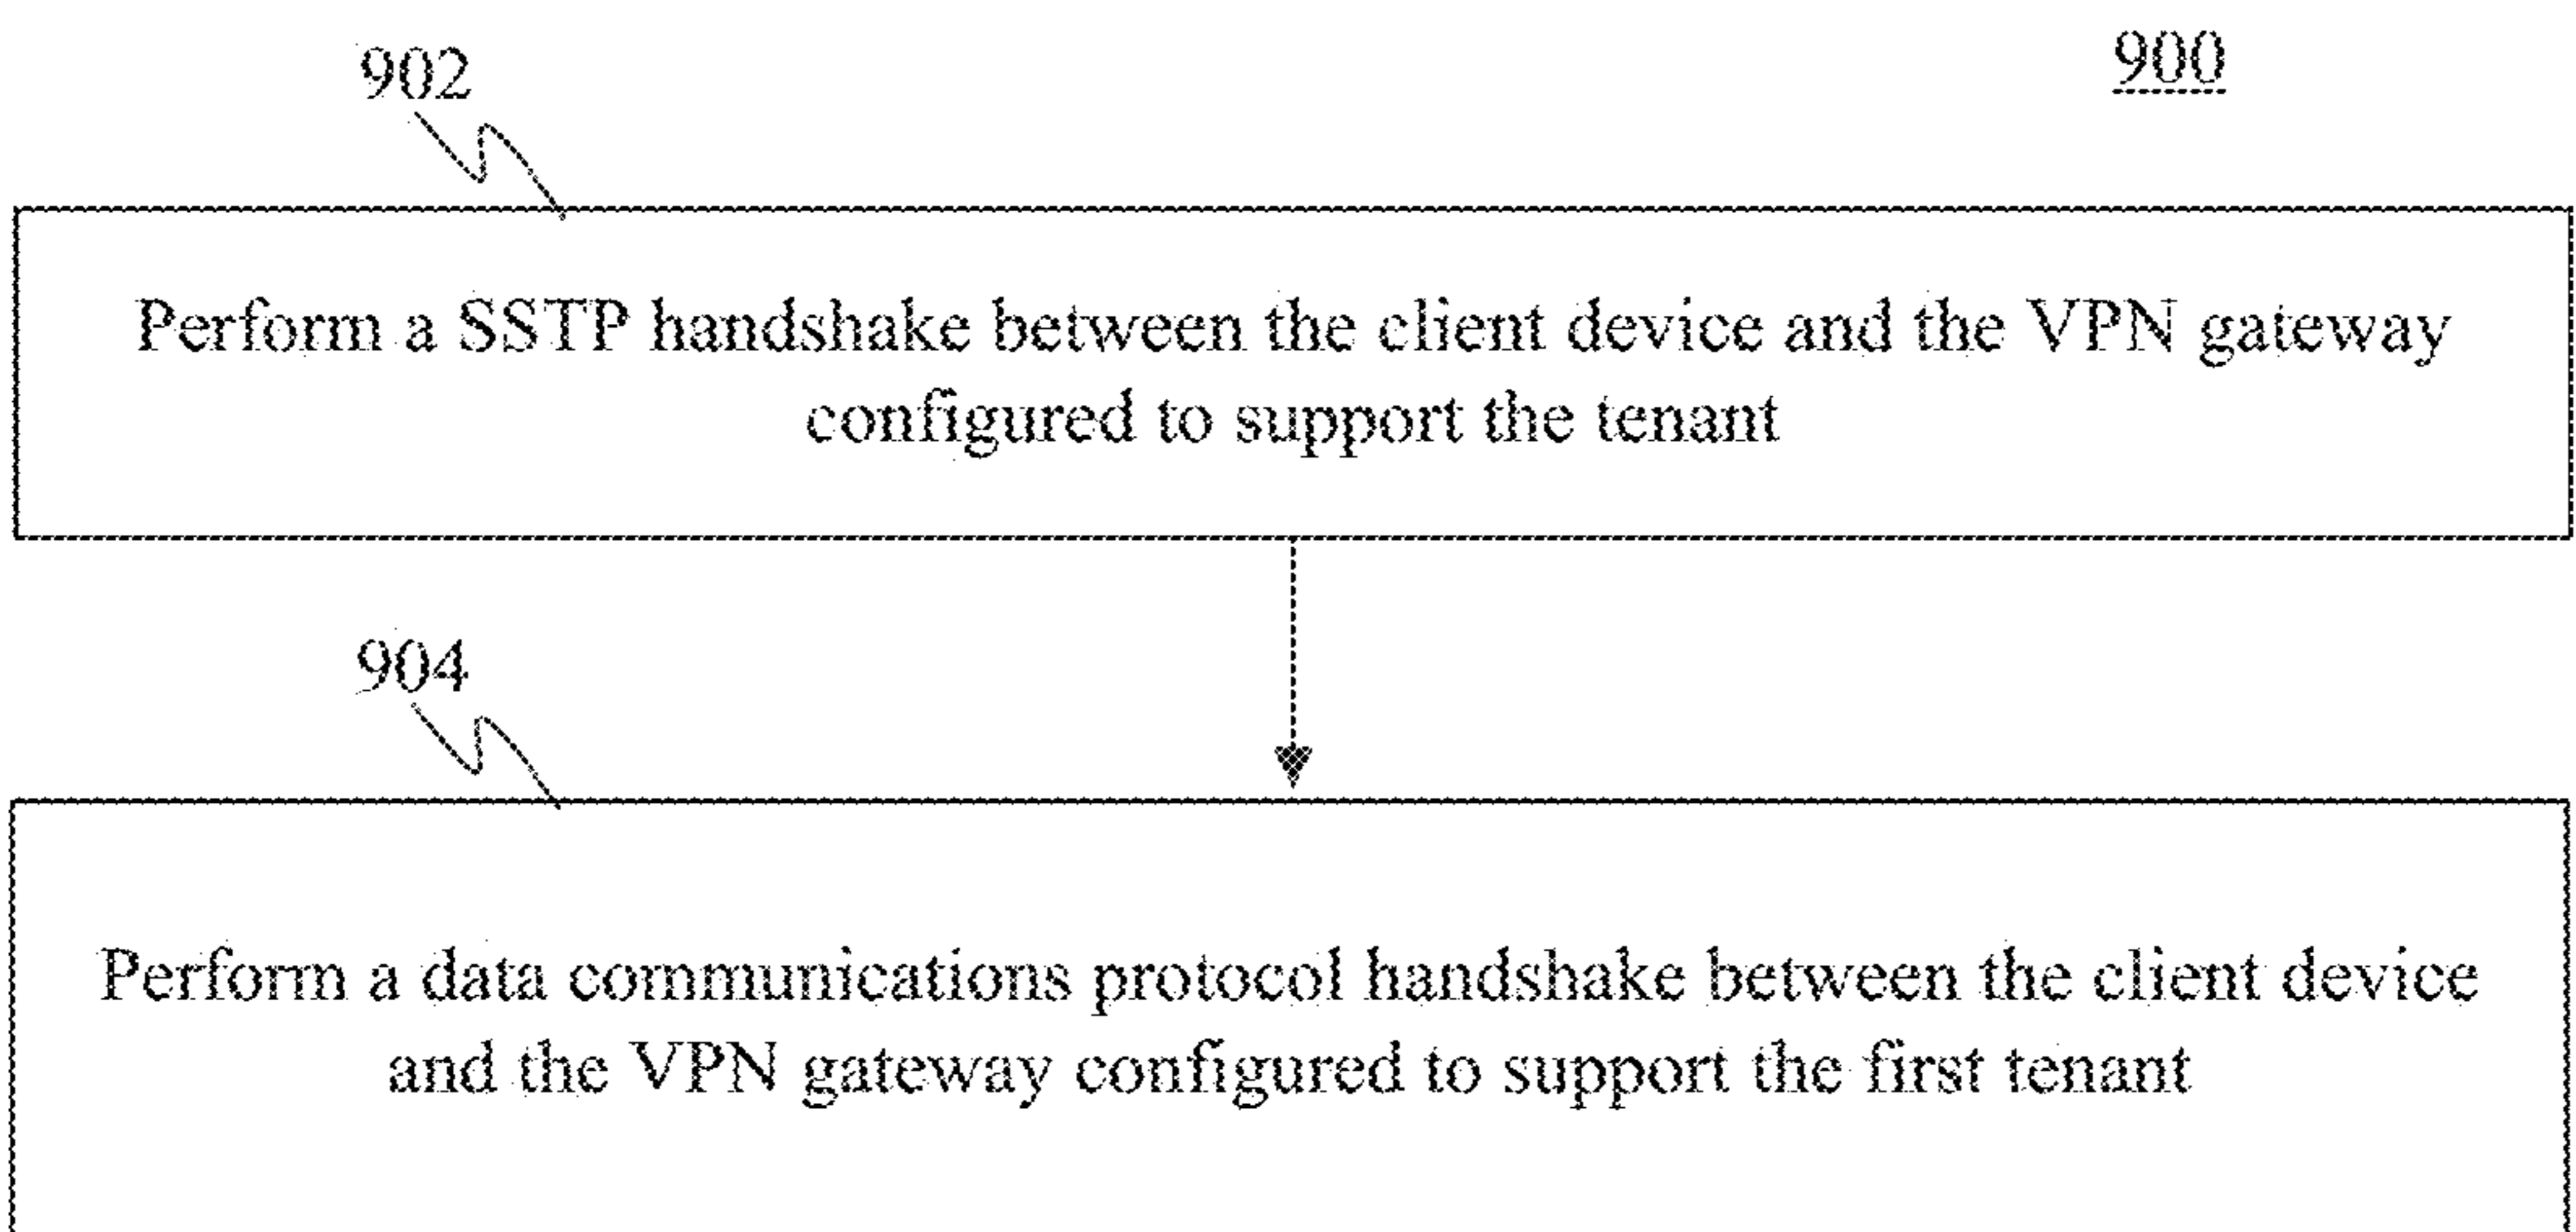 902
900
Perform a SSTP handshake between the client device and the VPN gateway
configured to support the tenant
904
Perform a data communications protocol handshake between the client device
and the VPN gateway configured to support the first tenant